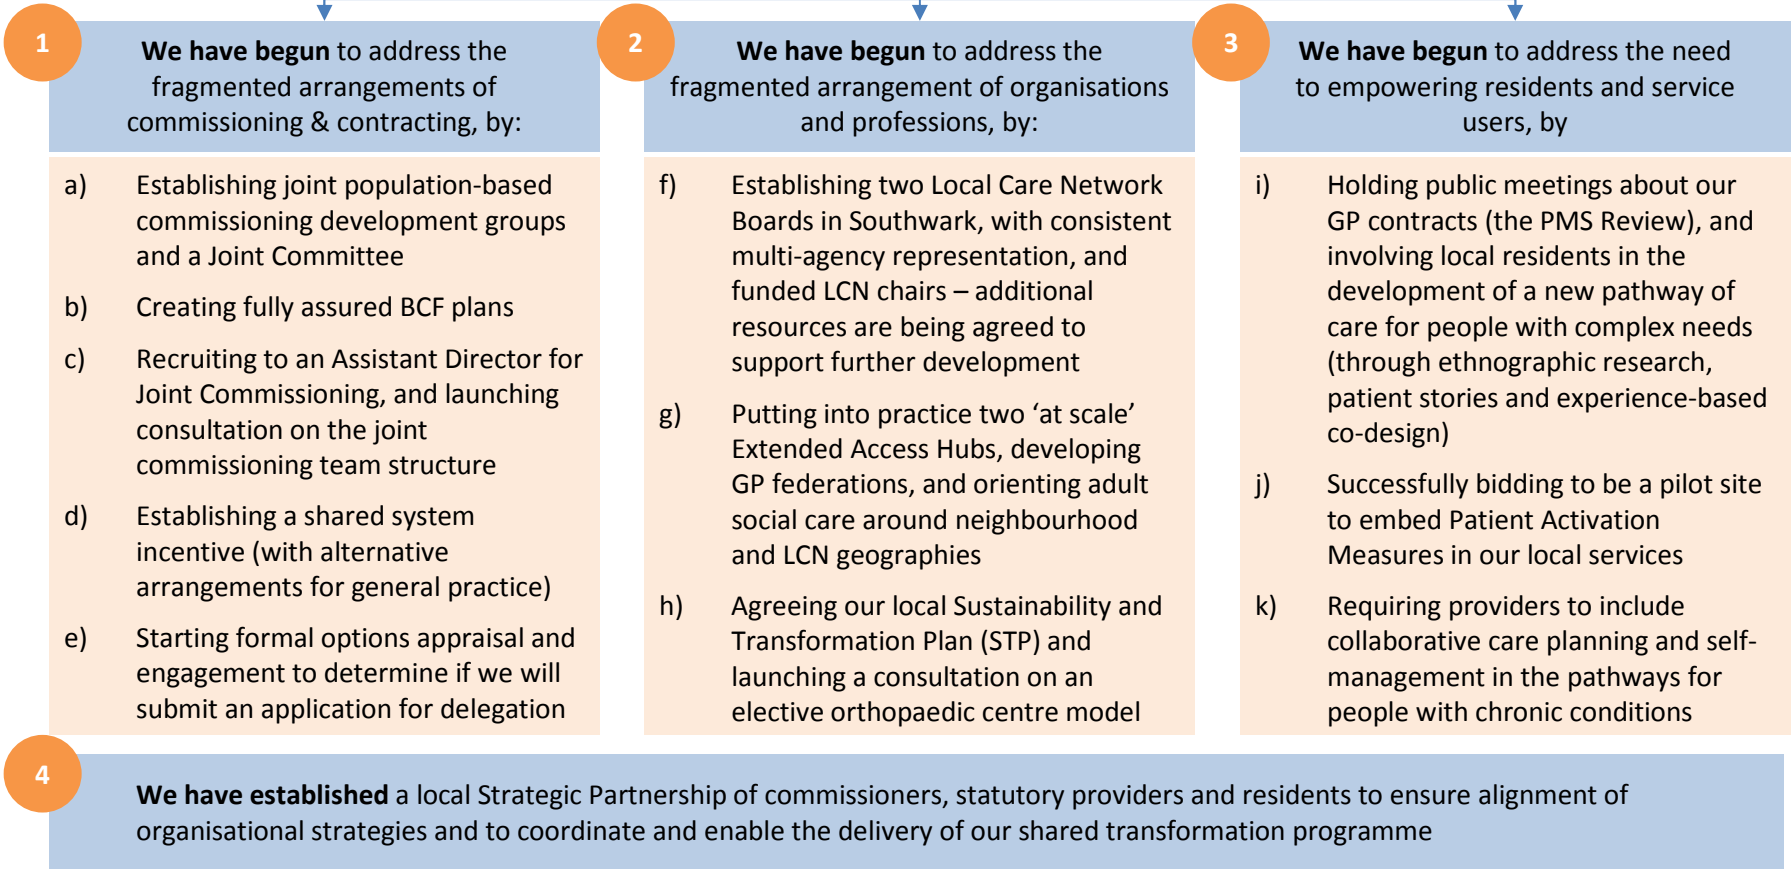 1
We have begun to address the
fragmented arrangements of
commissioning & contracting, by:
a) Establishing joint population-based
commissioning development groups
and a Joint Committee
b) Creating fully assured BCF plans
c) Recruiting to an Assistant Director for
Joint Commissioning, and launching
consultation on the joint
commissioning team structure
d) Establishing a shared system
incentive (with alternative
arrangements for general practice)
e) Starting formal options appraisal and
engagement to determine if we will
submit an application for delegation
2
We have begun to address the
fragmented arrangement of organisations
and professions, by:
f) Establishing two Local Care Network
Boards in Southwark, with consistent
multi-agency representation, and
funded LCN chairs – additional
resources are being agreed to
support further development
g) Putting into practice two ‘at scale’
Extended Access Hubs, developing
GP federations, and orienting adult
social care around neighbourhood
and LCN geographies
h) Agreeing our local Sustainability and
Transformation Plan (STP) and
launching a consultation on an
elective orthopaedic centre model
3
We have begun to address the need
to empowering residents and service
users, by
i) Holding public meetings about our
GP contracts (the PMS Review), and
involving local residents in the
development of a new pathway of
care for people with complex needs
(through ethnographic research,
patient stories and experience-based
co-design)
j) Successfully bidding to be a pilot site
to embed Patient Activation
Measures in our local services
k) Requiring providers to include
collaborative care planning and self-
management in the pathways for
people with chronic conditions
4
We have established a local Strategic Partnership of commissioners, statutory providers and residents to ensure alignment of
organisational strategies and to coordinate and enable the delivery of our shared transformation programme